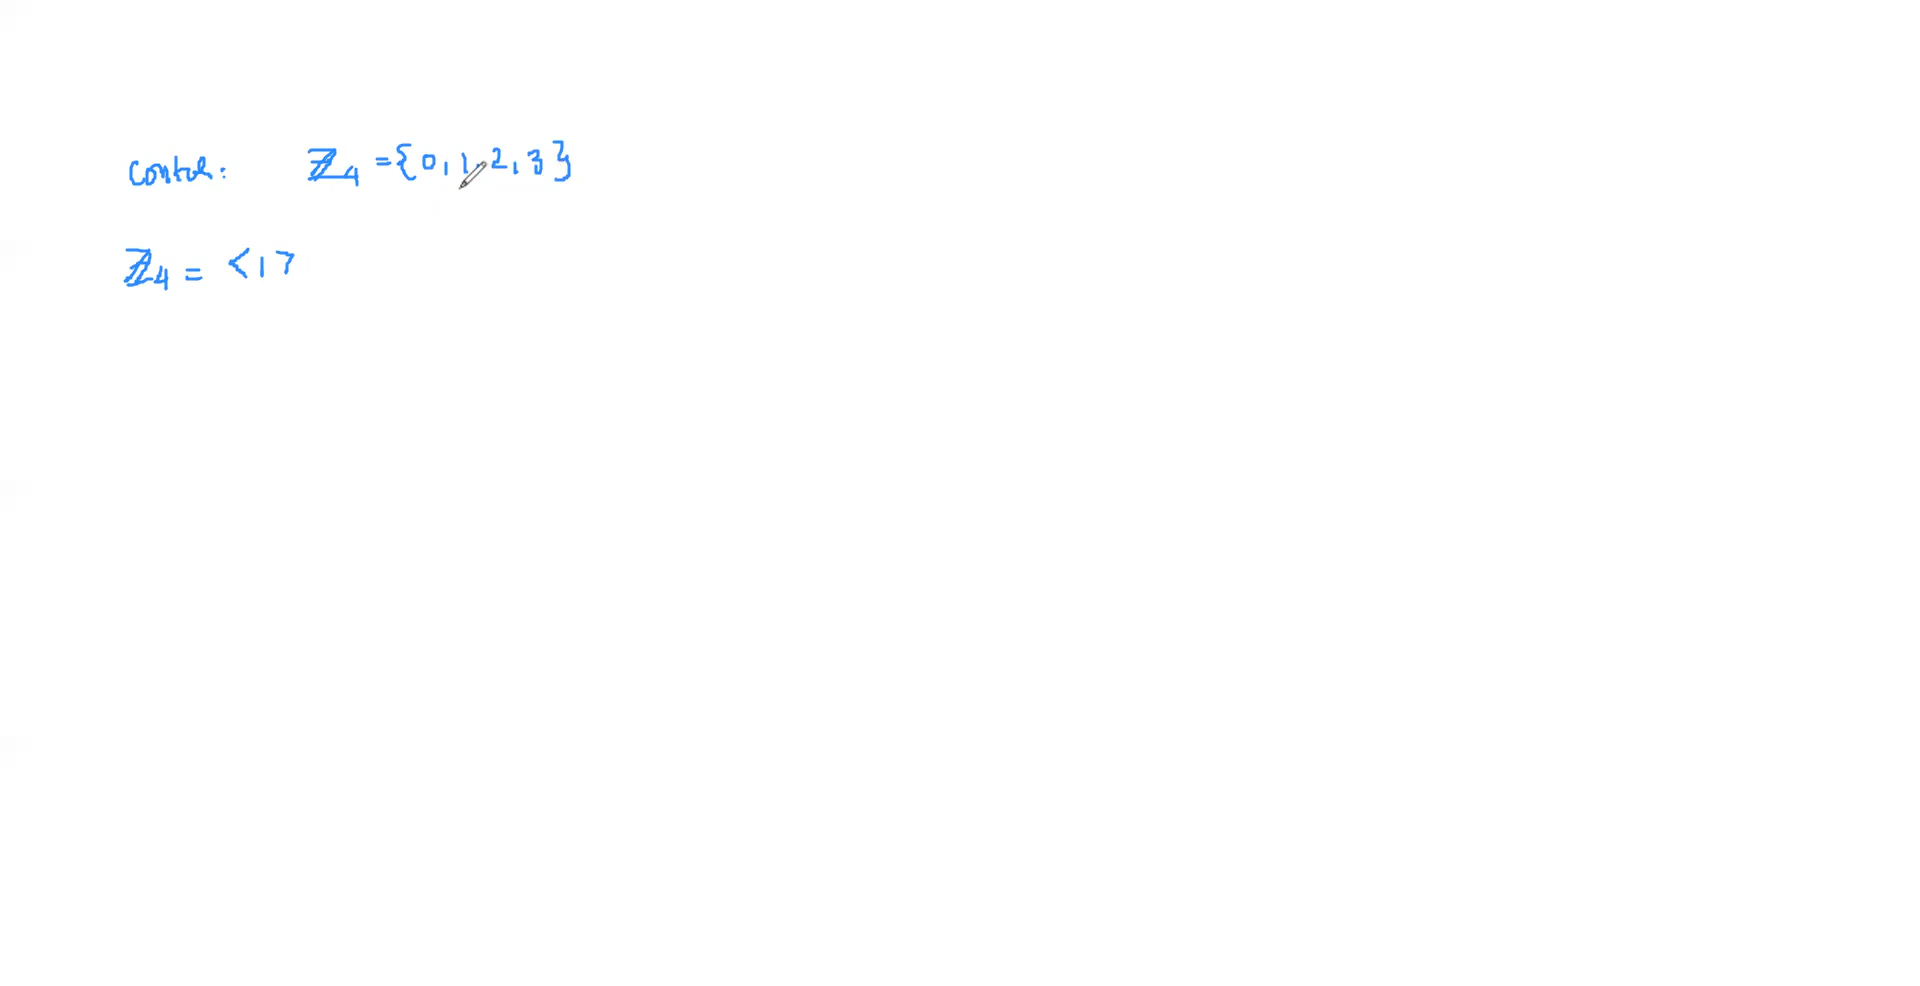 Contoh: ℤ₄ = {0, 1, 2, 3}
ℤ₄ = <1>